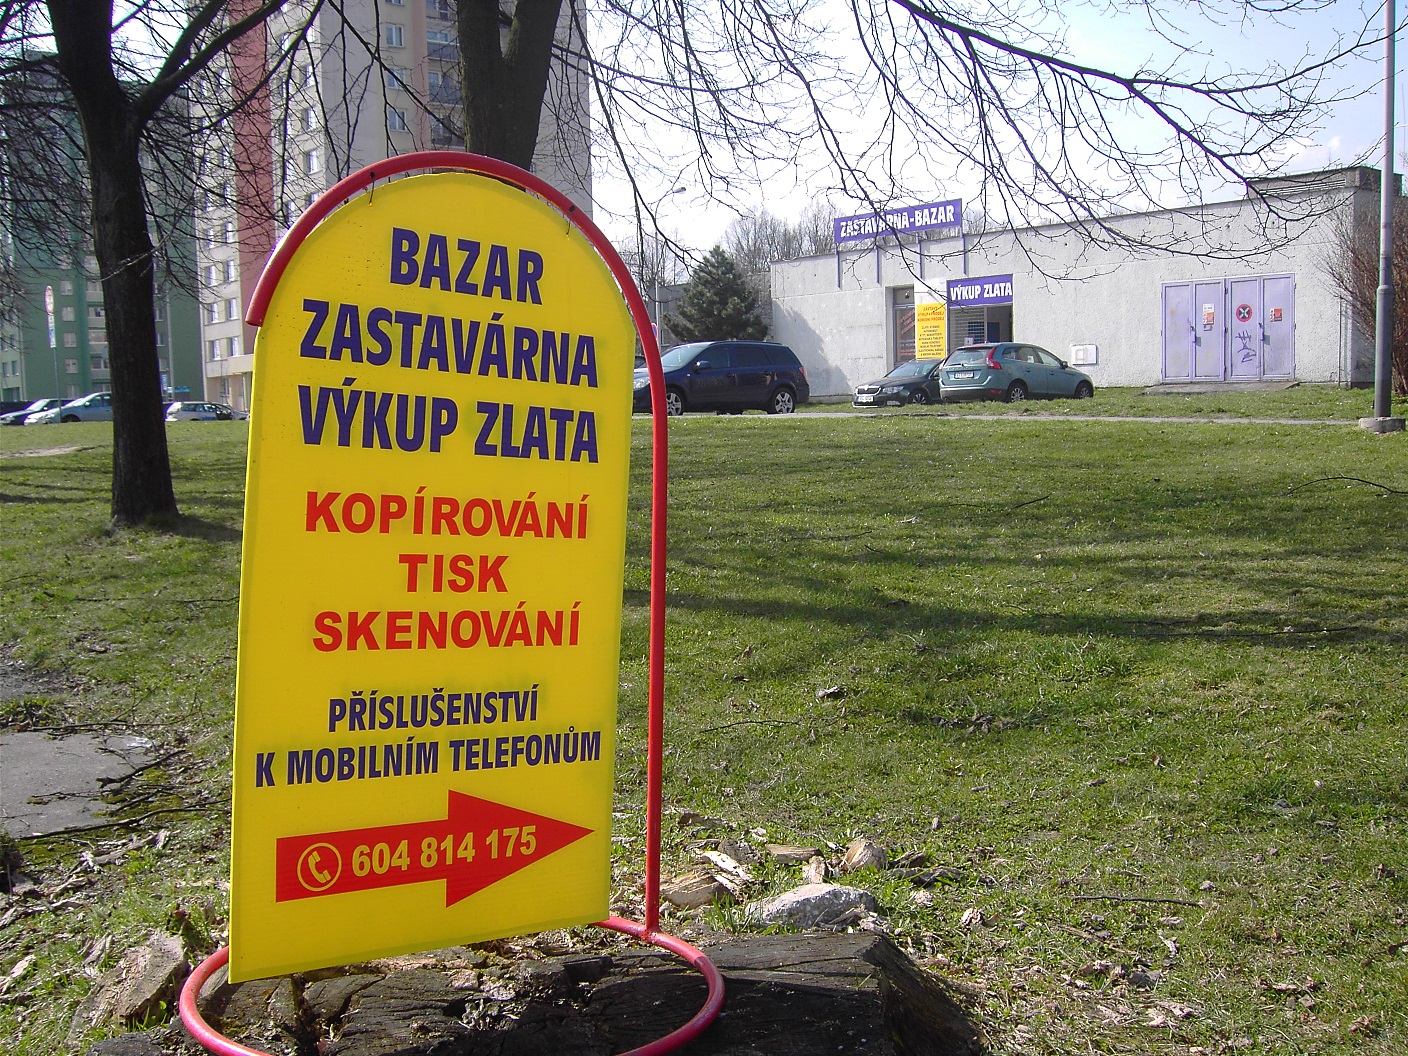 BAZAR
ZASTAVÁRNA
VÝKUP ZLATA
KOPÍROVÁNÍ
TISK
SKENOVÁNÍ
PŘÍSLUŠENSTVÍ
K MOBILNÍM TELEFONŮM
604 814 175
ZASTAVÁRNA-BAZAR
VÝKUP ZLATA